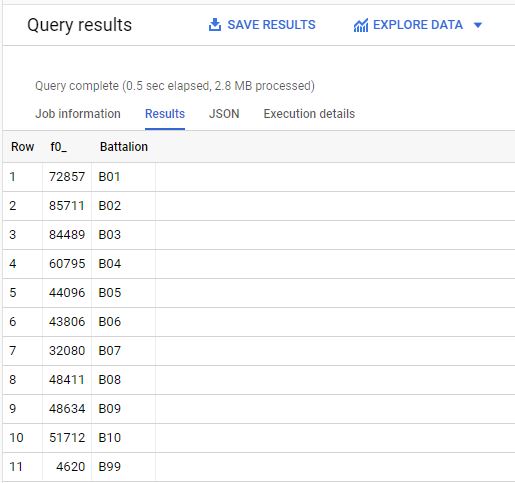 Query results SAVE RESULTS EXPLORE DATA
Query complete (0.5 sec elapsed, 2.8 MB processed)
Job information Results JSON Execution details
Row f0_ Battalion
1 72857 B01
2 85711 B02
3 84489 B03
4 60795 B04
5 44096 B05
6 43806 B06
7 32080 B07
8 48411 B08
9 48634 B09
10 51712 B10
11 4620 B99